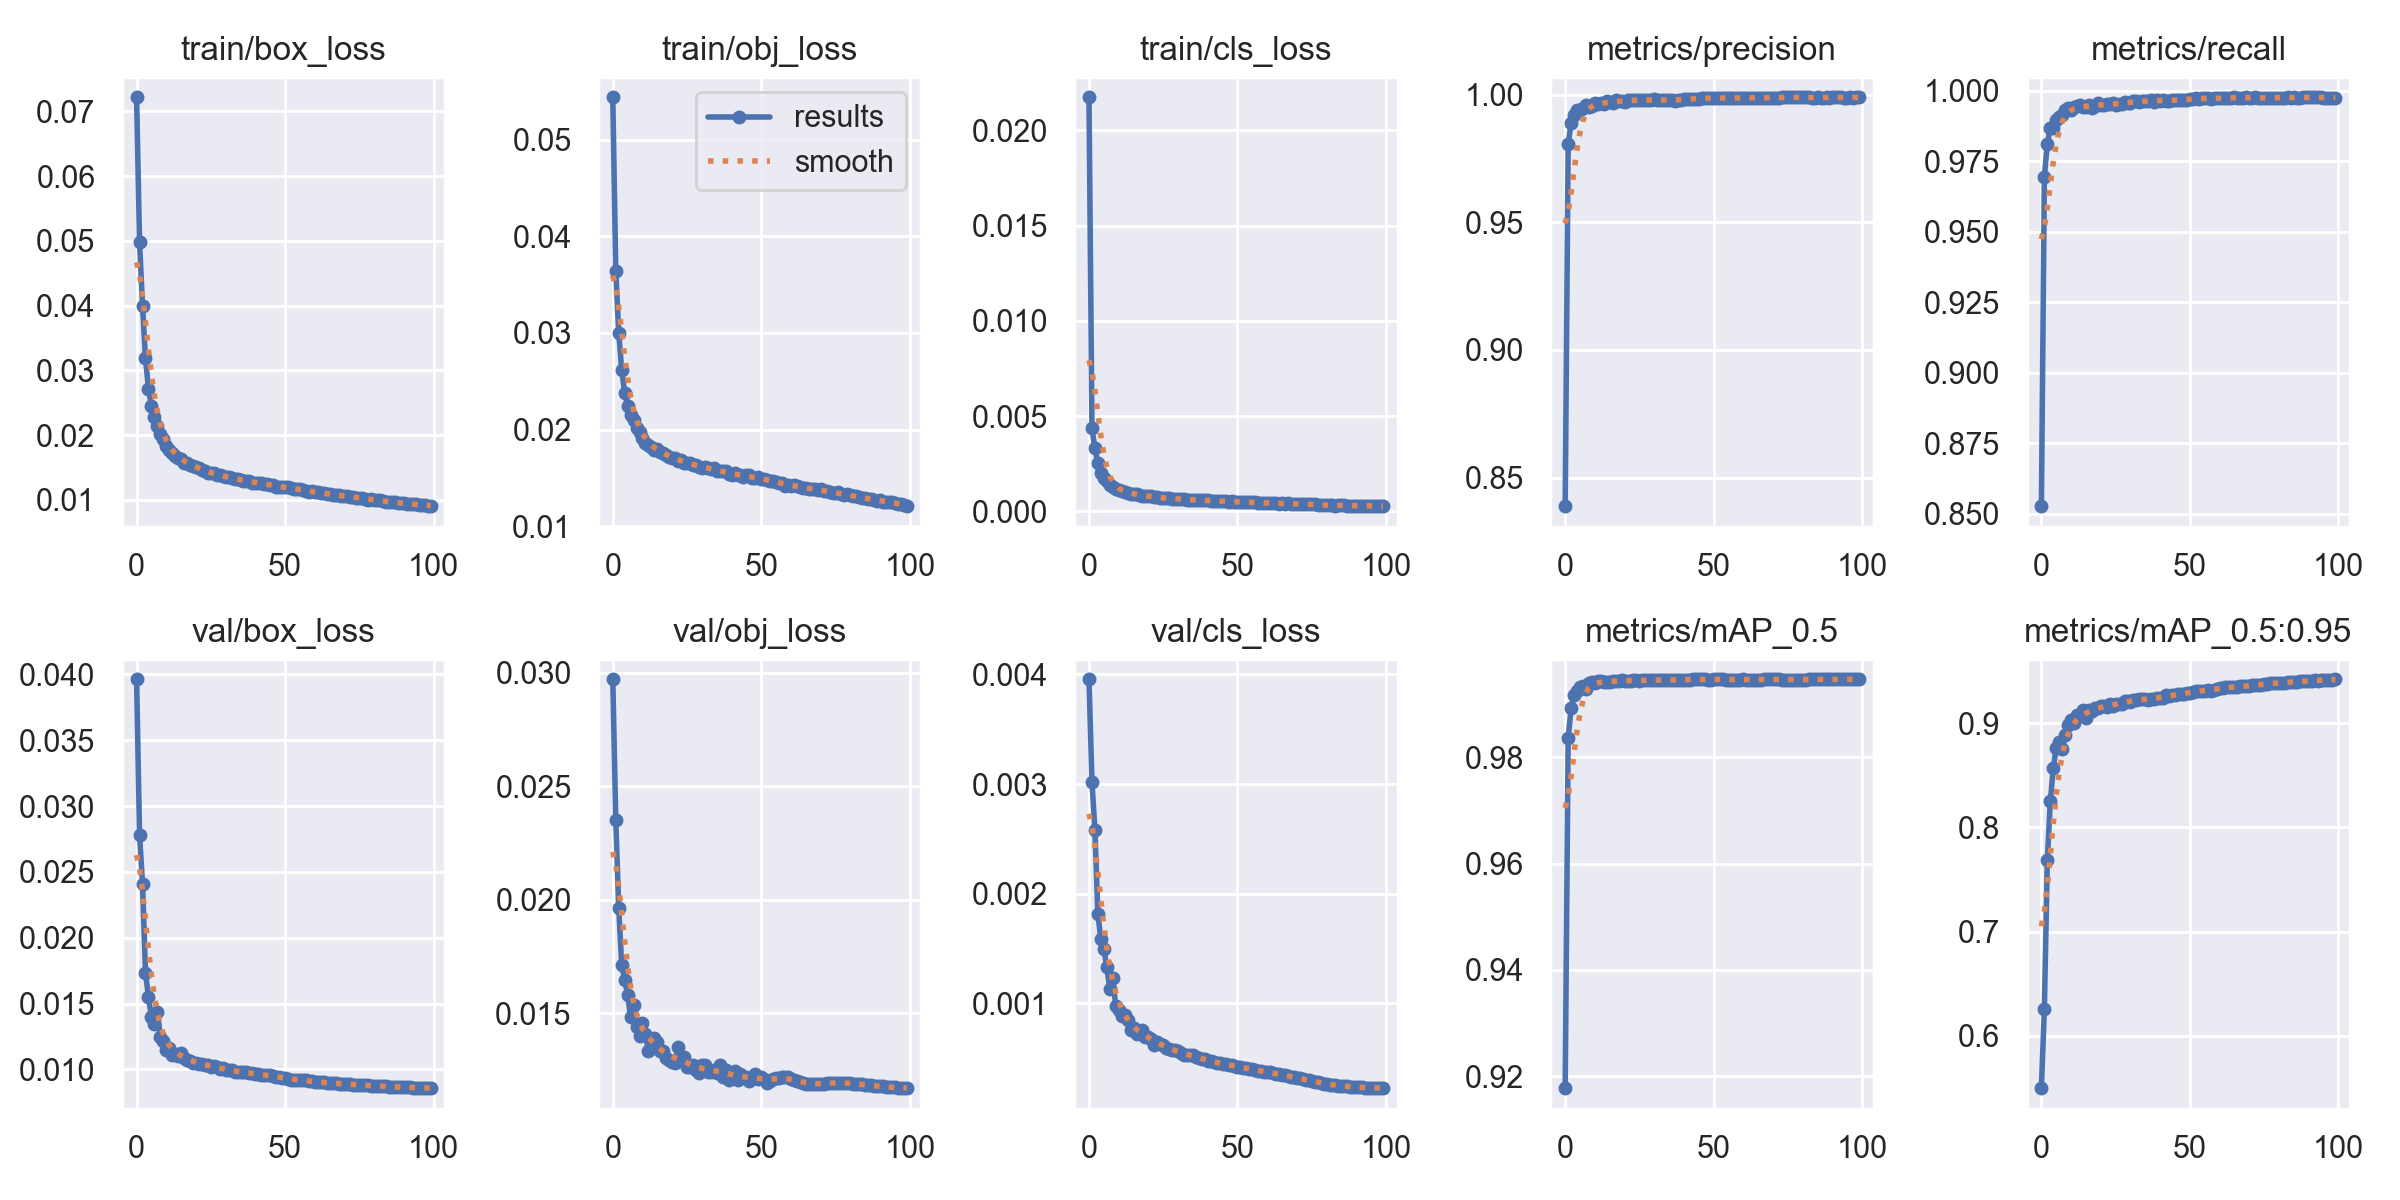 train/box_loss
0.07
0.06
0.05
0.04
0.03
0.02
0.01
0 50 100
train/obj_loss
results
smooth
0.05
0.04
0.03
0.02
0.01
0 50 100
train/cls_loss
0.020
0.015
0.010
0.005
0.000
0 50 100
metrics/precision
1.00
0.95
0.90
0.85
0 50 100
metrics/recall
1.000
0.975
0.950
0.925
0.900
0.875
0.850
0 50 100
val/box_loss
0.040
0.035
0.030
0.025
0.020
0.015
0.010
0 50 100
val/obj_loss
0.030
0.025
0.020
0.015
0 50 100
val/cls_loss
0.004
0.003
0.002
0.001
0 50 100
metrics/mAP_0.5
0.98
0.96
0.94
0.92
0 50 100
metrics/mAP_0.5:0.95
0.9
0.8
0.7
0.6
0 50 100